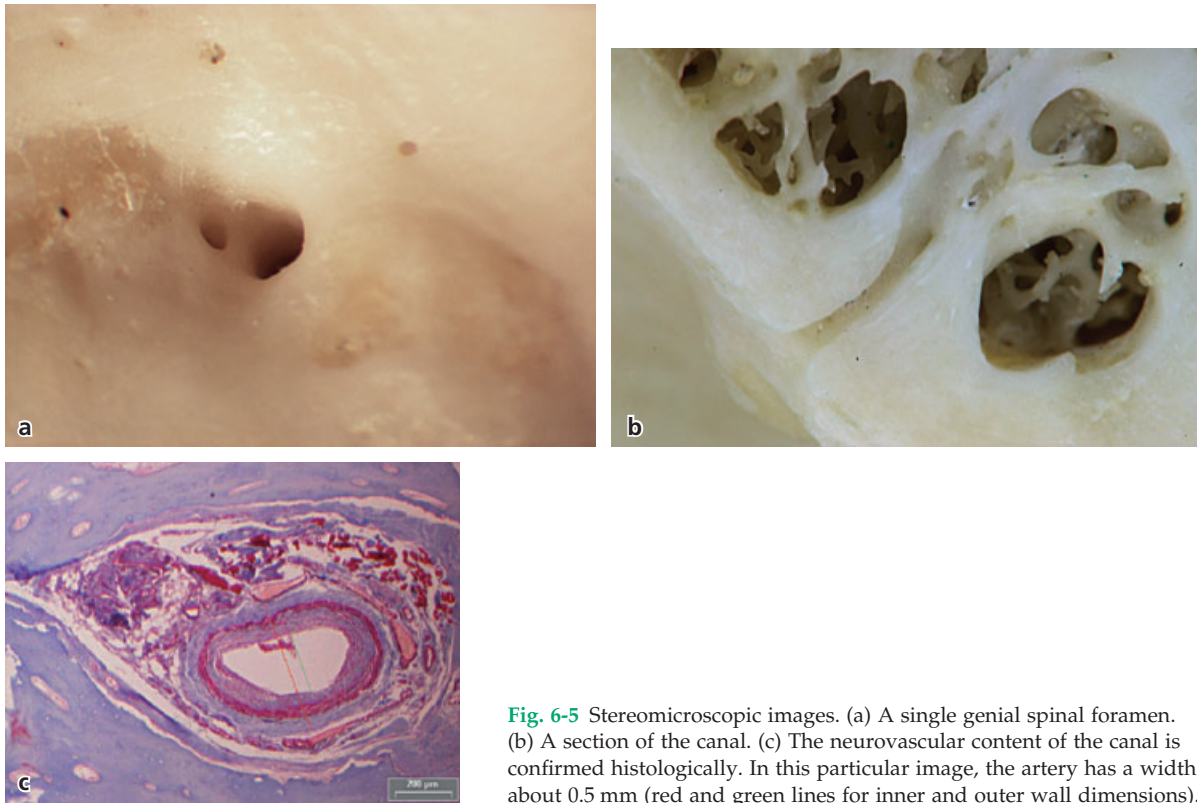 a
b
c
200 µm
Fig. 6-5 Stereomicroscopic images. (a) A single genial spinal foramen.
(b) A section of the canal. (c) The neurovascular content of the canal is
confirmed histologically. In this particular image, the artery has a width
about 0.5 mm (red and green lines for inner and outer wall dimensions).